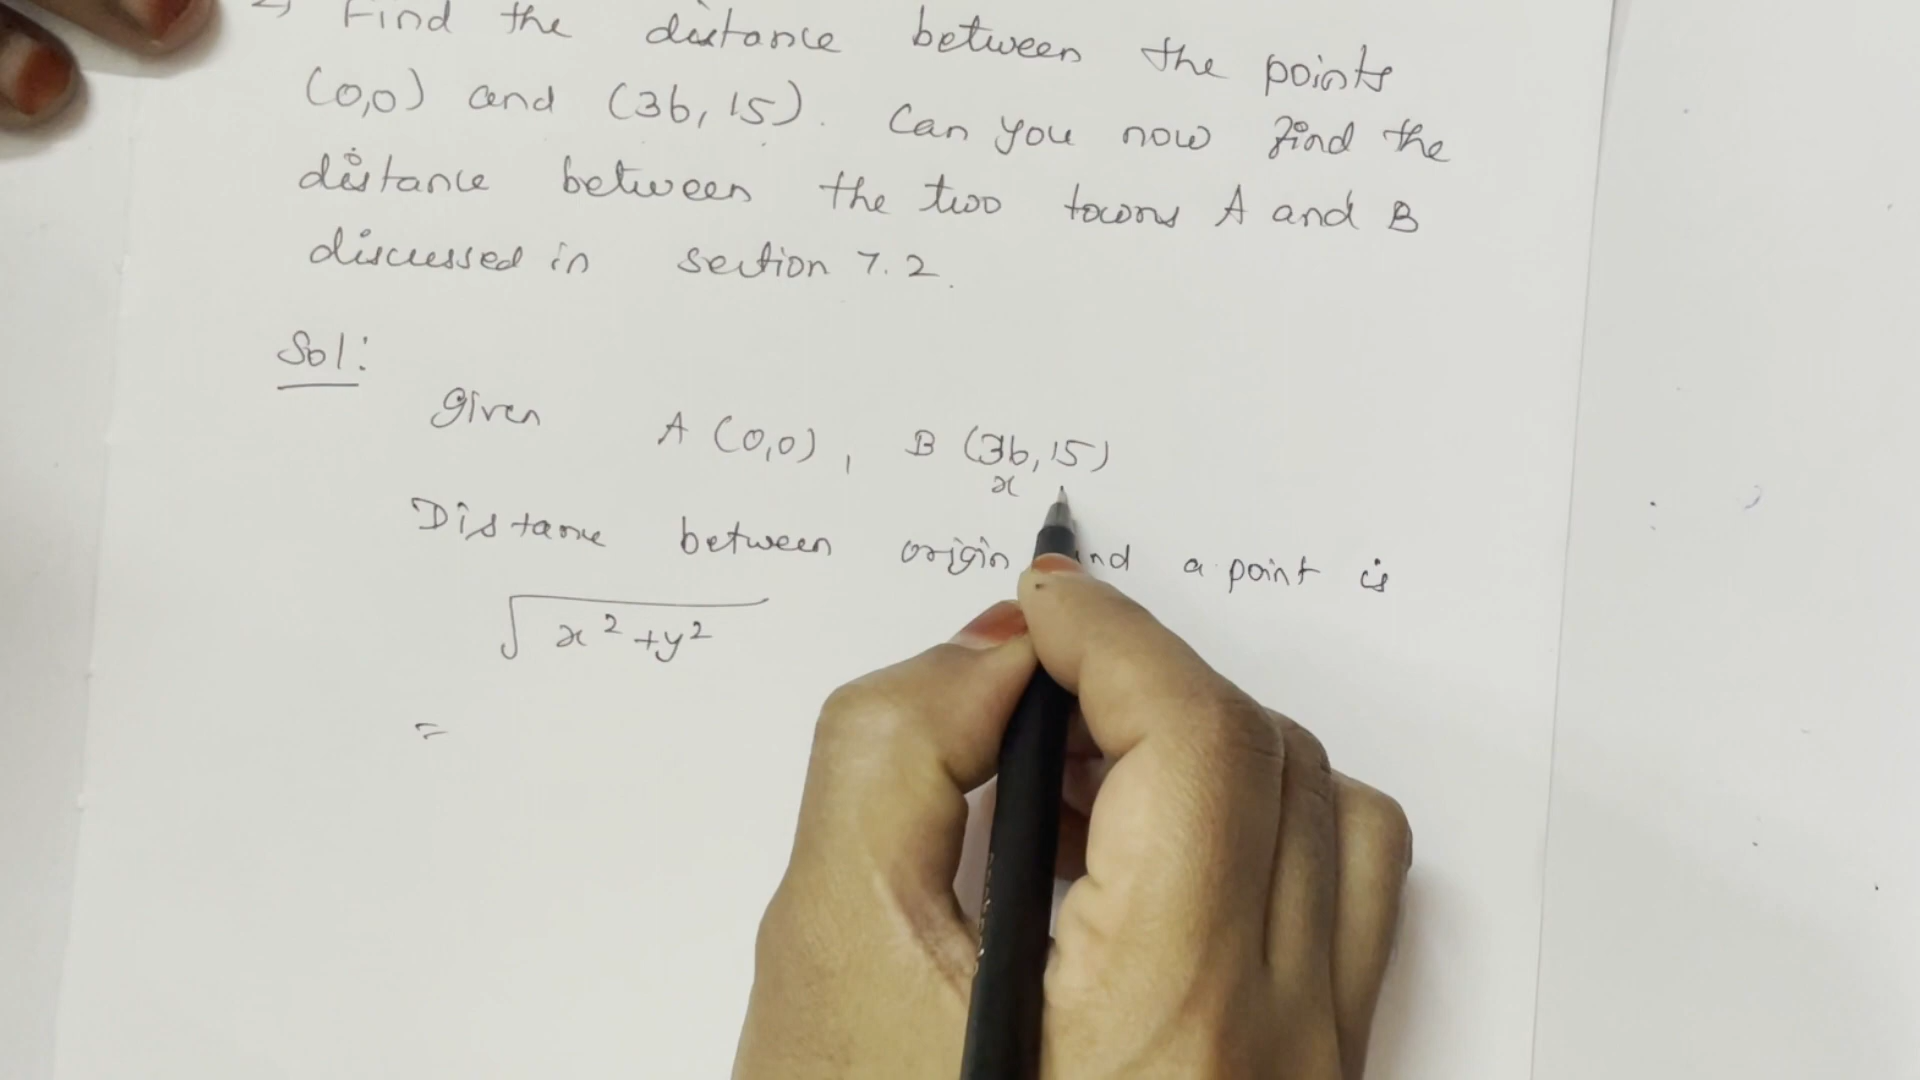 2) Find the distance between the points
(0,0) and (36, 15). Can you now find the
distance between the two towns A and B
discussed in section 7.2.
Sol:
Given A (0,0), B (36, 15)
x
Distance between origin and a point is
√x²+y²
=